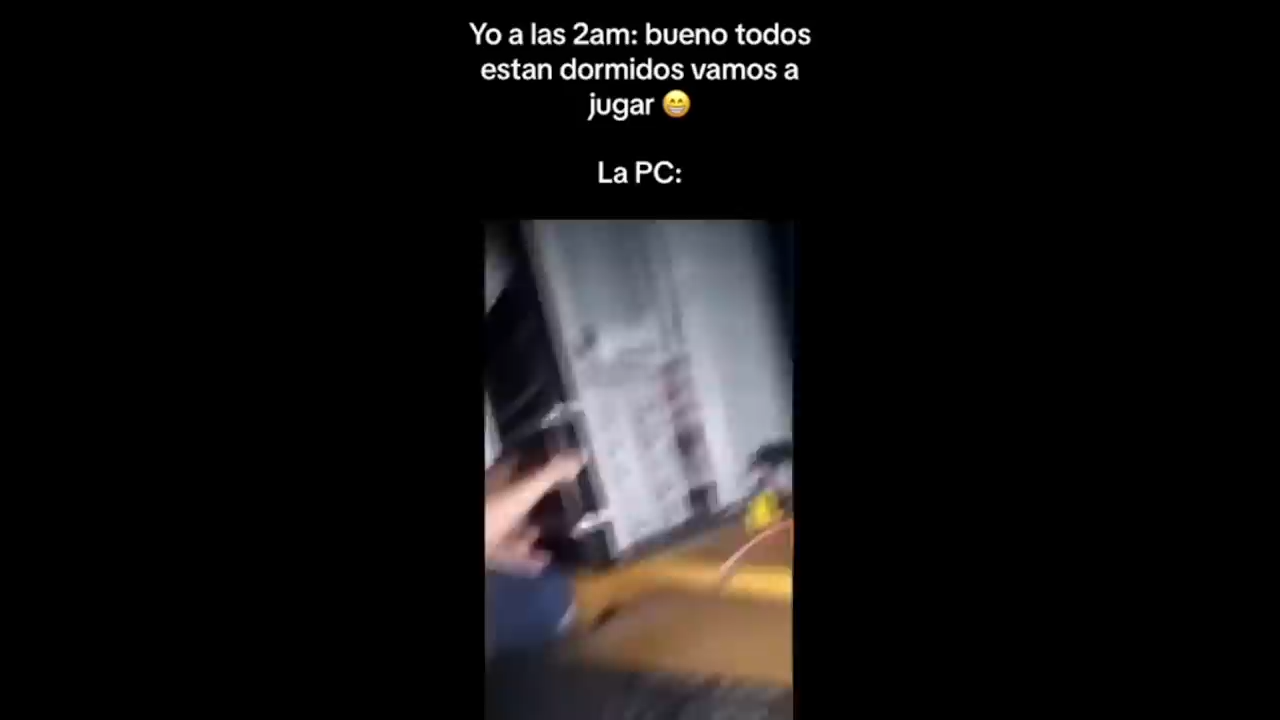 Yo a las 2am: bueno todos
estan dormidos vamos a
jugar 😁
La PC: